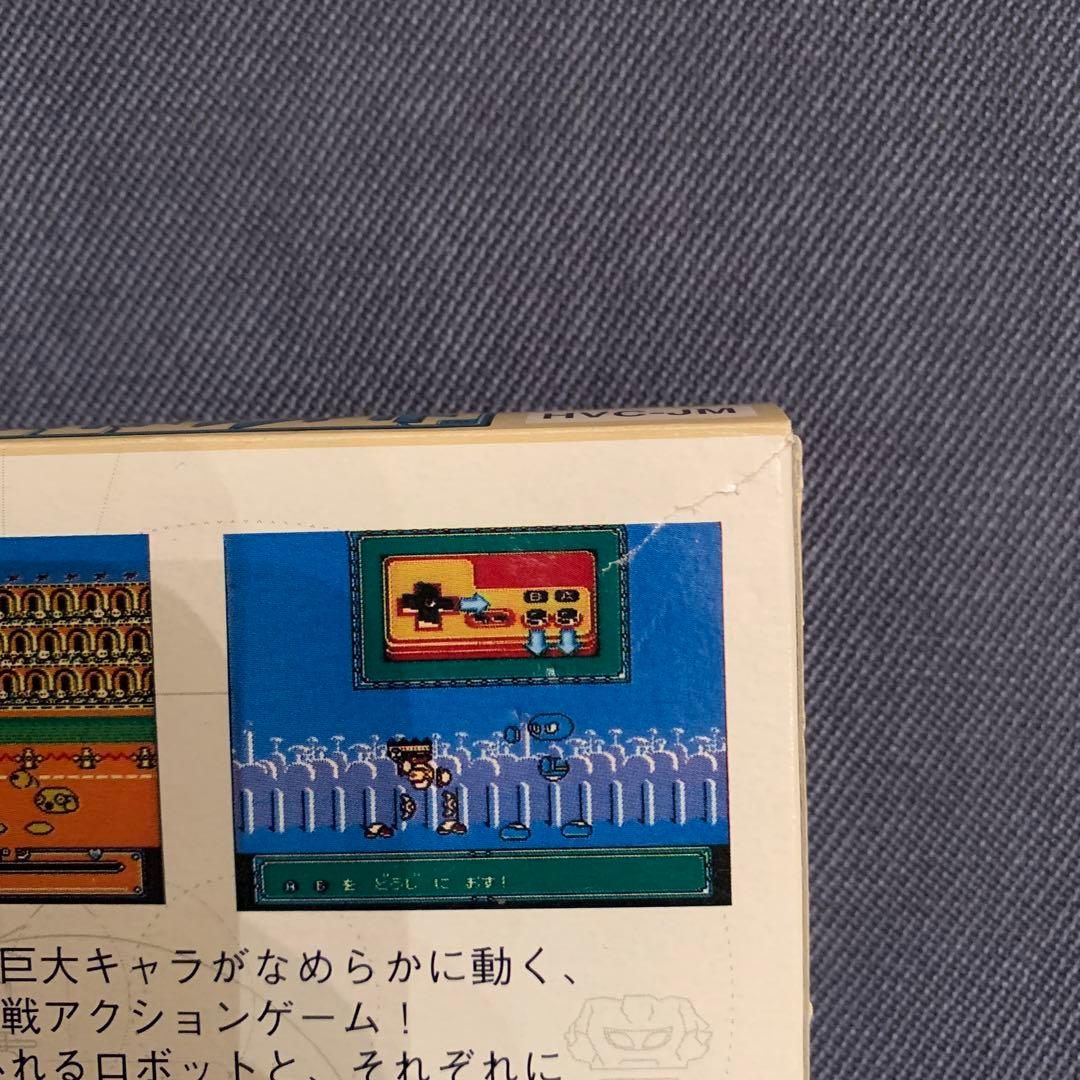 HVC-JM
B A
A B を どうじ に おす!
巨大キャラがなめらかに動く、
戦アクションゲーム!
れるロボットと、それぞれに